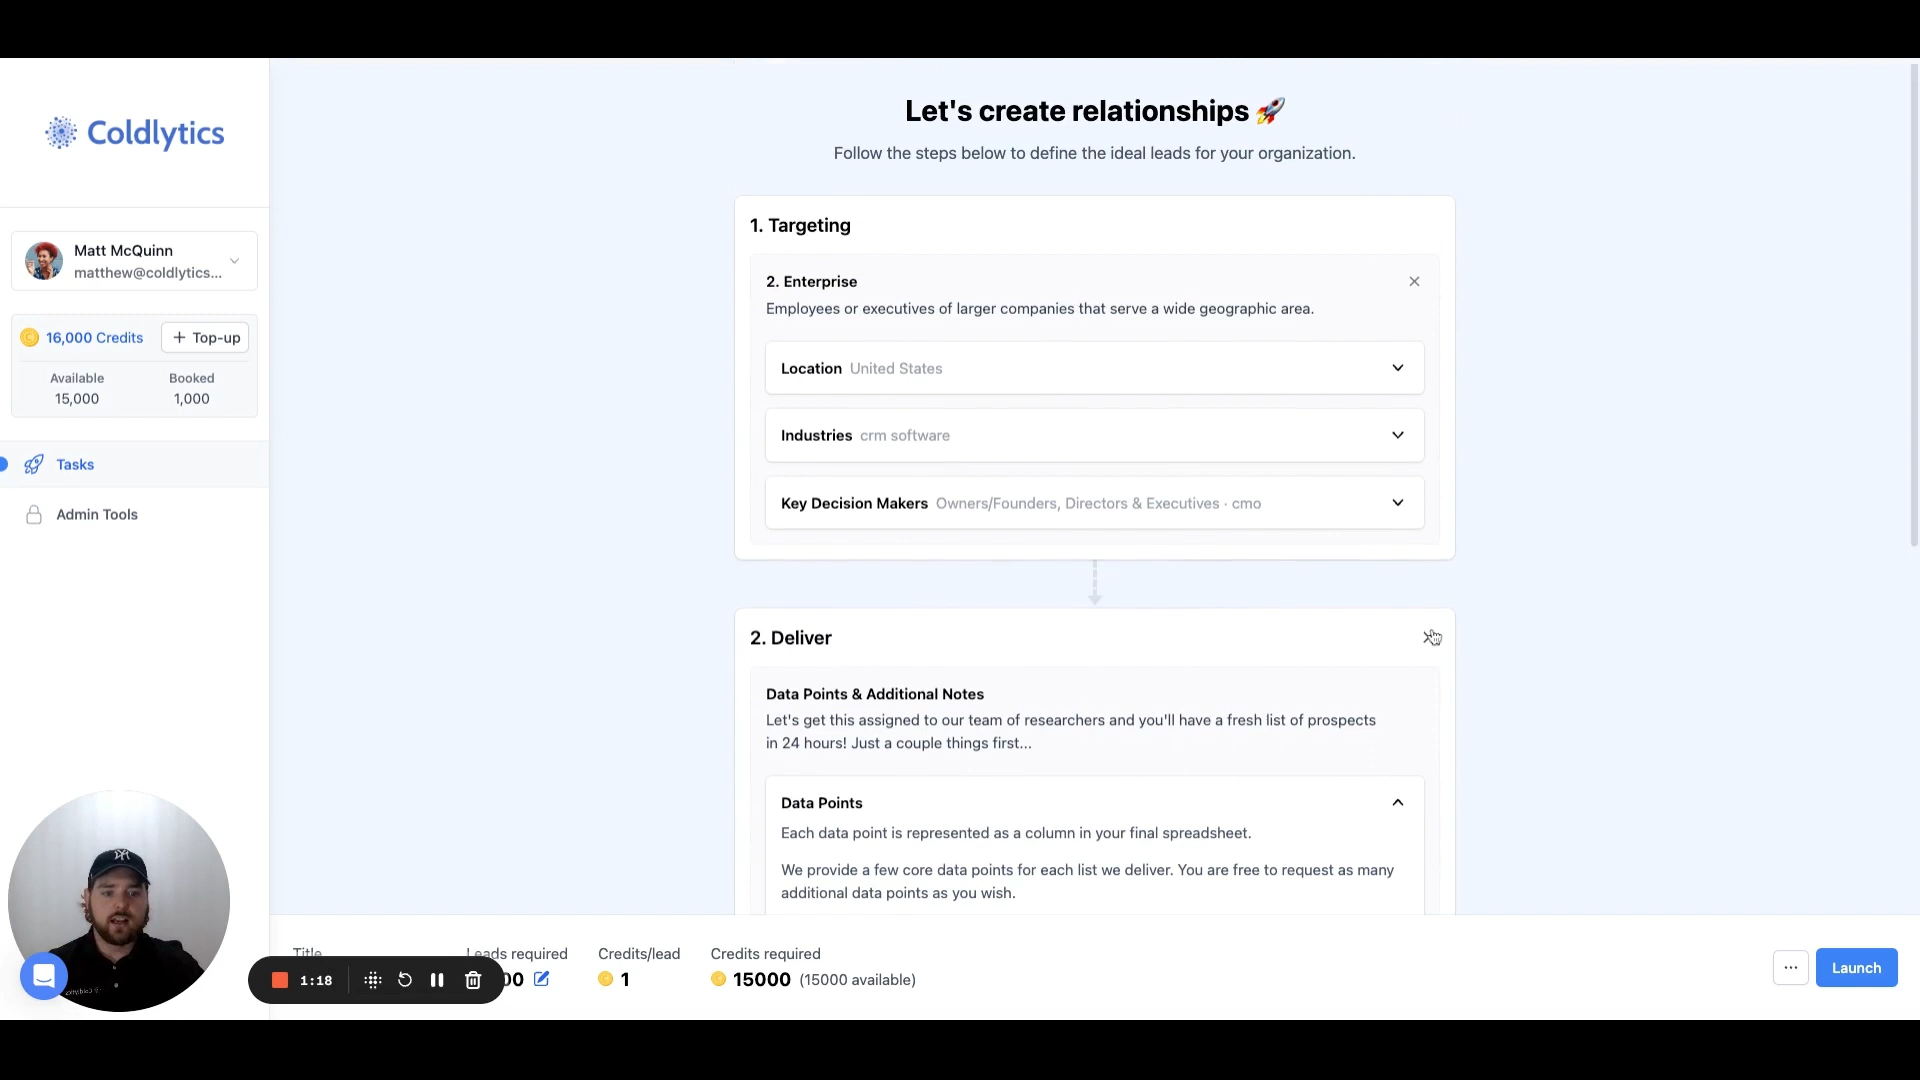 Let's create relationships 🚀
Follow the steps below to define the ideal leads for your organization.
Coldlytics
Matt McQuinn
matthew@coldlytics...
16,000 Credits
+ Top-up
Available
Booked
15,000
1,000
Tasks
Admin Tools
1. Targeting
2. Enterprise
Employees or executives of larger companies that serve a wide geographic area.
Location United States
Industries crm software
Key Decision Makers Owners/Founders, Directors & Executives · cmo
2. Deliver
Data Points & Additional Notes
Let's get this assigned to our team of researchers and you'll have a fresh list of prospects
in 24 hours! Just a couple things first...
Data Points
Each data point is represented as a column in your final spreadsheet.
We provide a few core data points for each list we deliver. You are free to request as many
additional data points as you wish.
Title
Leads required
Credits/lead
Credits required
1:18
00
1
15000 (15000 available)
Launch